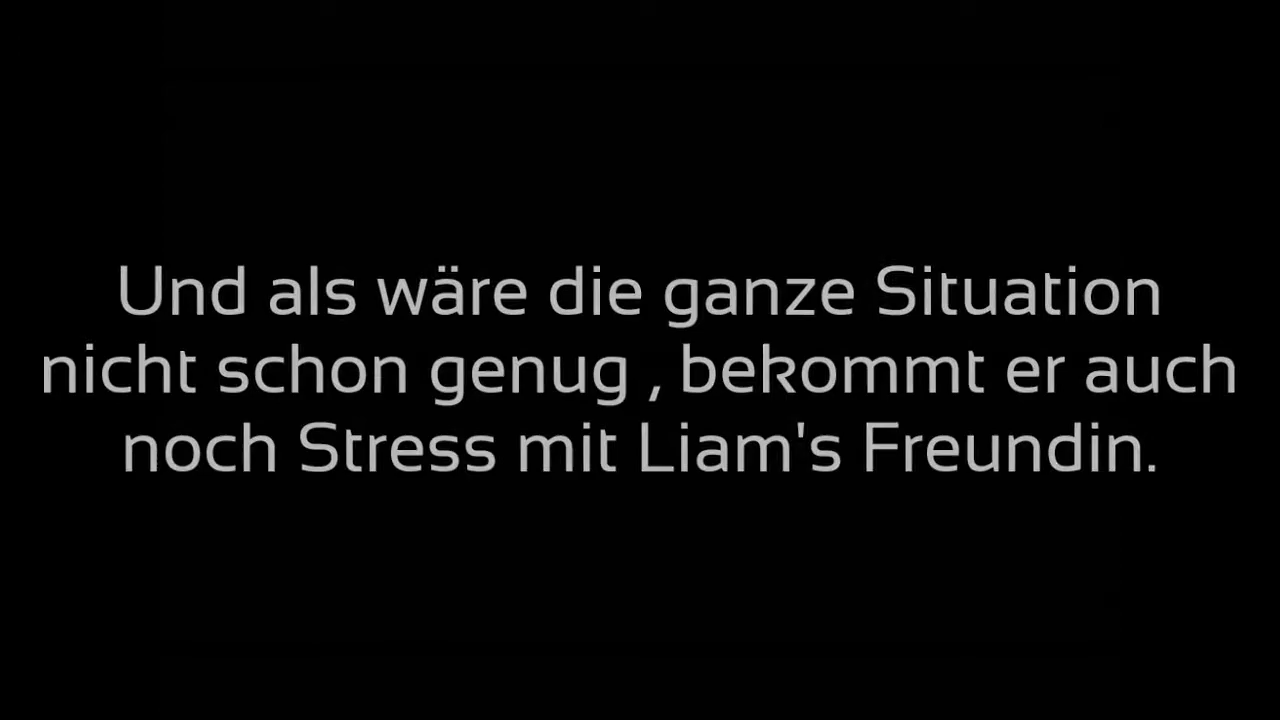 Und als wäre die ganze Situation
nicht schon genug , bekommt er auch
noch Stress mit Liam's Freundin.